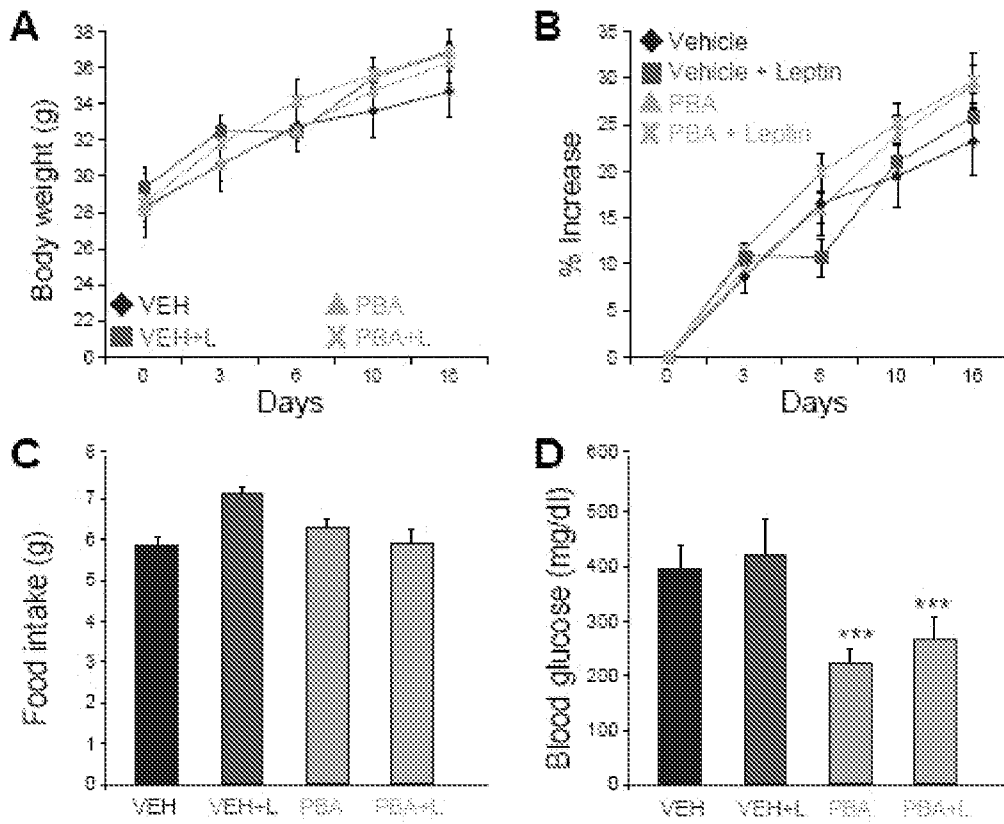 A
Body weight (g)
38
36
34
32
30
28
26
24
22
0
VEH
VEH+L
PBA
PBA+L
0 3 6 10 16
Days
B
% Increase
35
30
25
20
15
10
5
0
Vehicle
Vehicle + Leptin
PBA
PBA + Leptin
0 3 6 10 16
Days
C
Food intake (g)
8
7
6
5
4
3
2
1
0
VEH VEH+L PBA PBA+L
D
Blood glucose (mg/dl)
600
500
400
300
200
100
0
***
***
VEH VEH+L PBA PBA+L